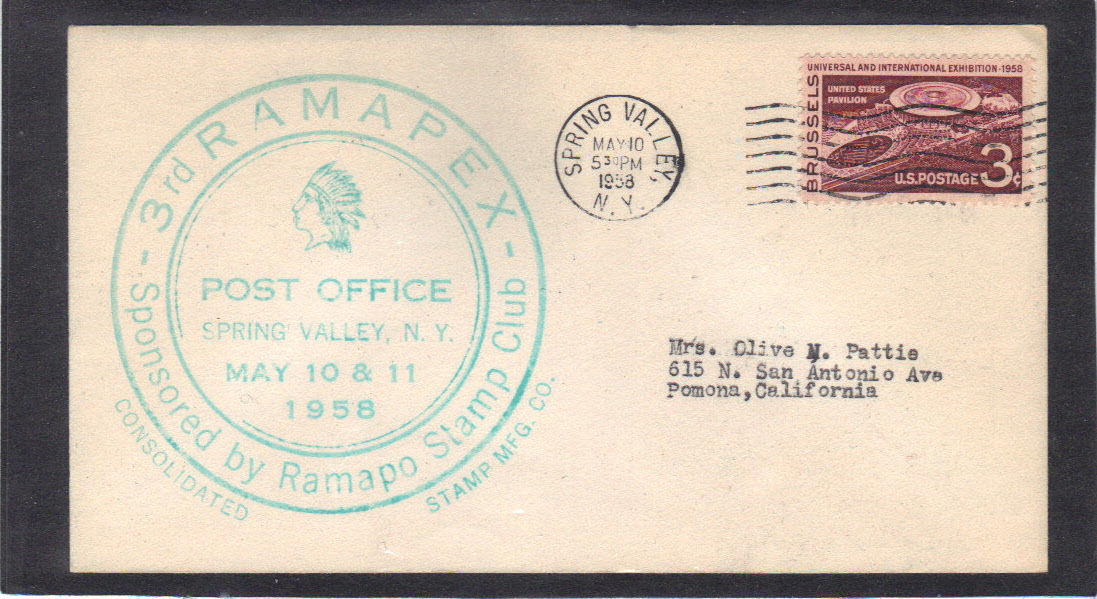 3rd RAMAPEX
POST OFFICE
SPRING VALLEY, N. Y.
MAY 10 & 11
1958
Sponsored by Ramapo Stamp Club
CONSOLIDATED STAMP MFG. CO.
SPRING VALLEY,
MAY 10
5 30 PM
1958
N. Y.
UNIVERSAL AND INTERNATIONAL EXHIBITION-1958
BRUSSELS
UNITED STATES
PAVILION
U.S. POSTAGE 3¢
Mrs. Olive M. Pattie
615 N. San Antonio Ave
Pomona, California